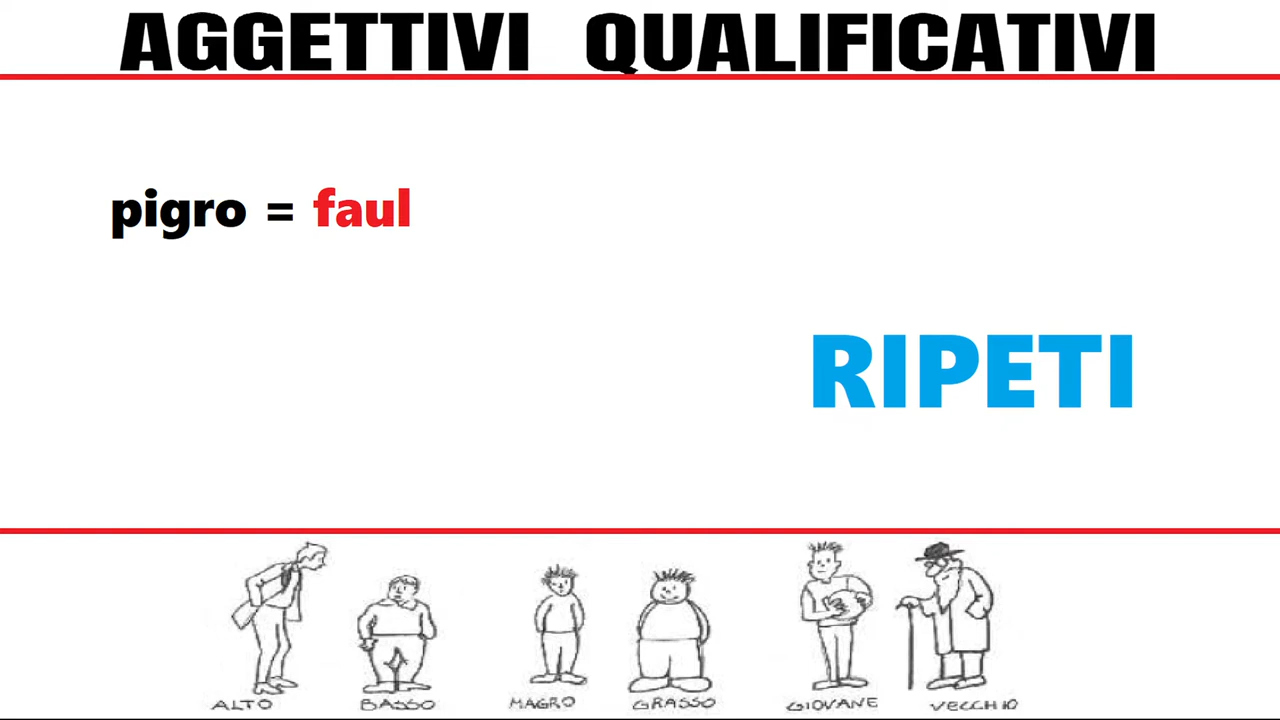 AGGETTIVI QUALIFICATIVI
pigro = faul
RIPETI
ALTO BASSO MAGRO GRASSO GIOVANE VECCHIO